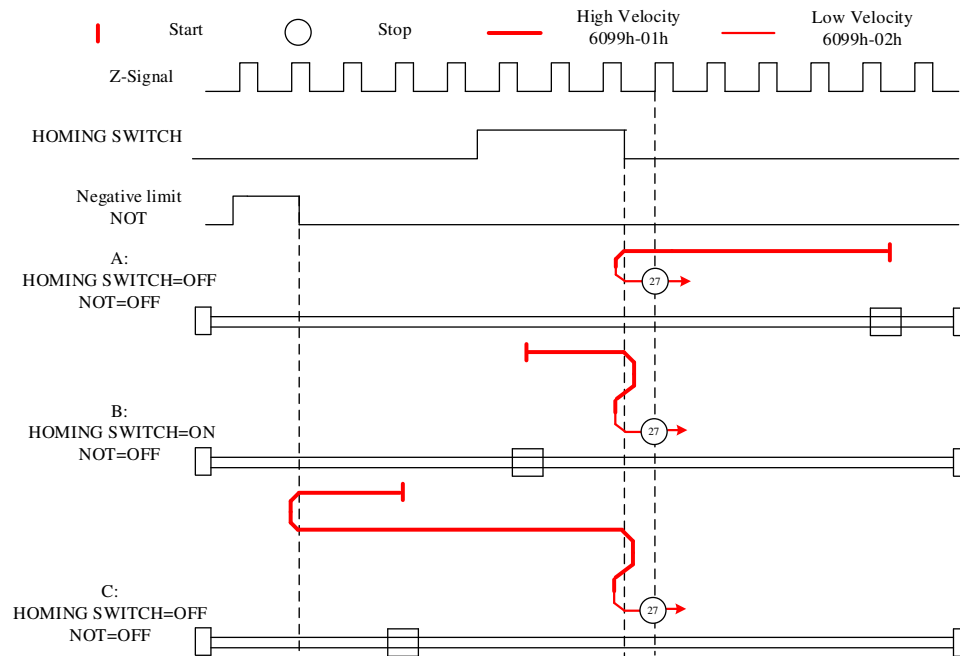 Start
Stop
High Velocity
6099h-01h
Low Velocity
6099h-02h
Z-Signal
HOMING SWITCH
Negative limit
NOT
A:
HOMING SWITCH=OFF
NOT=OFF
27
B:
HOMING SWITCH=ON
NOT=OFF
27
C:
HOMING SWITCH=OFF
NOT=OFF
27